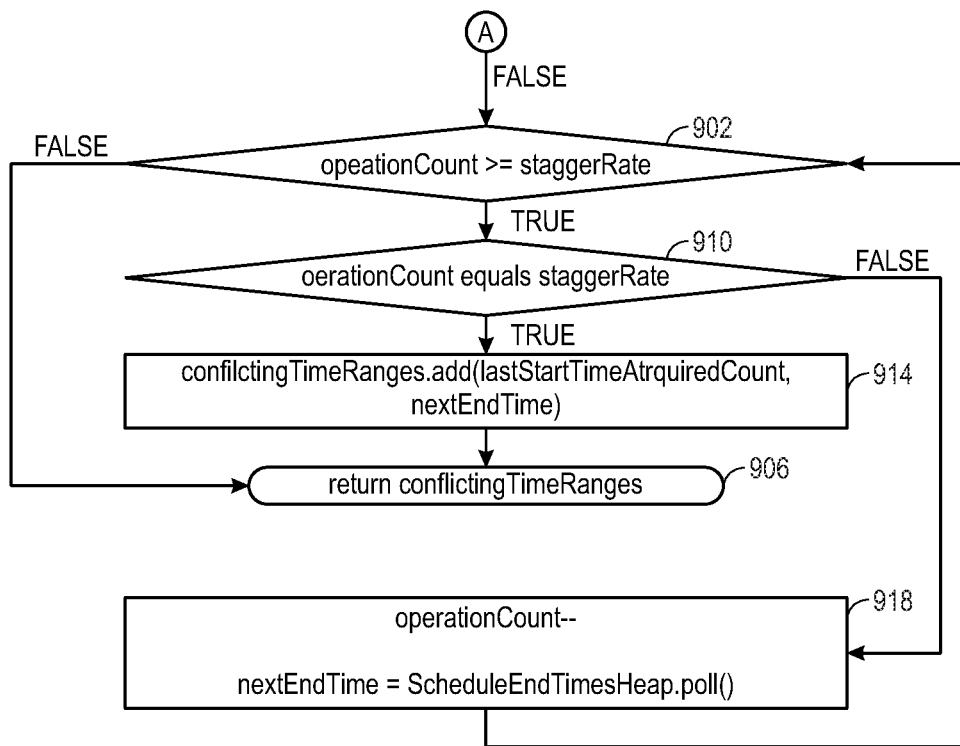 A
FALSE
902
FALSE
opeationCount >= staggerRate
TRUE
910
oerationCount equals staggerRate
FALSE
TRUE
confilctingTimeRanges.add(lastStartTimeAtrquiredCount,
nextEndTime)
914
906
return conflictingTimeRanges
918
operationCount--
nextEndTime = ScheduleEndTimesHeap.poll()